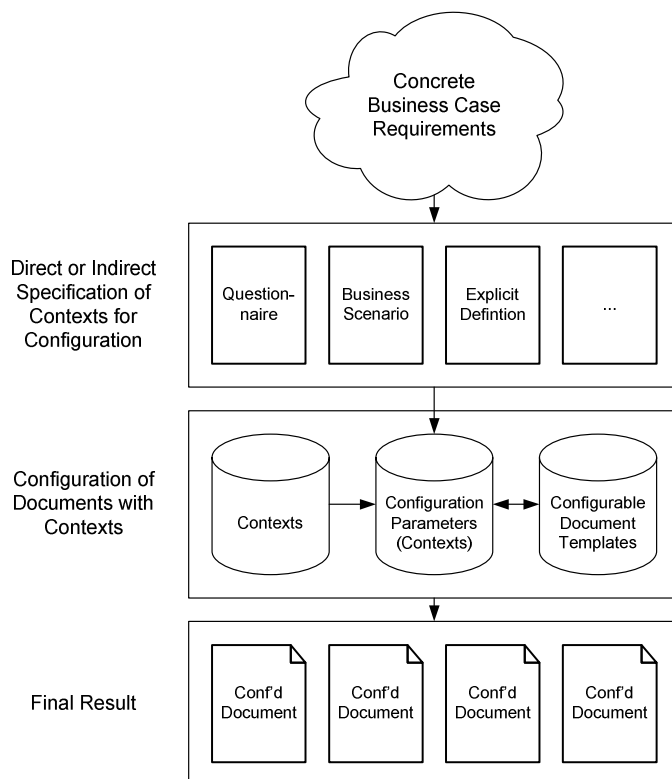 Concrete
Business Case
Requirements
Direct or Indirect
Specification of
Contexts for
Configuration
Question-
naire
Business
Scenario
Explicit
Defintion
...
Configuration of
Documents with
Contexts
Contexts
Configuration
Parameters
(Contexts)
Configurable
Document
Templates
Final Result
Conf'd
Document
Conf'd
Document
Conf'd
Document
Conf'd
Document